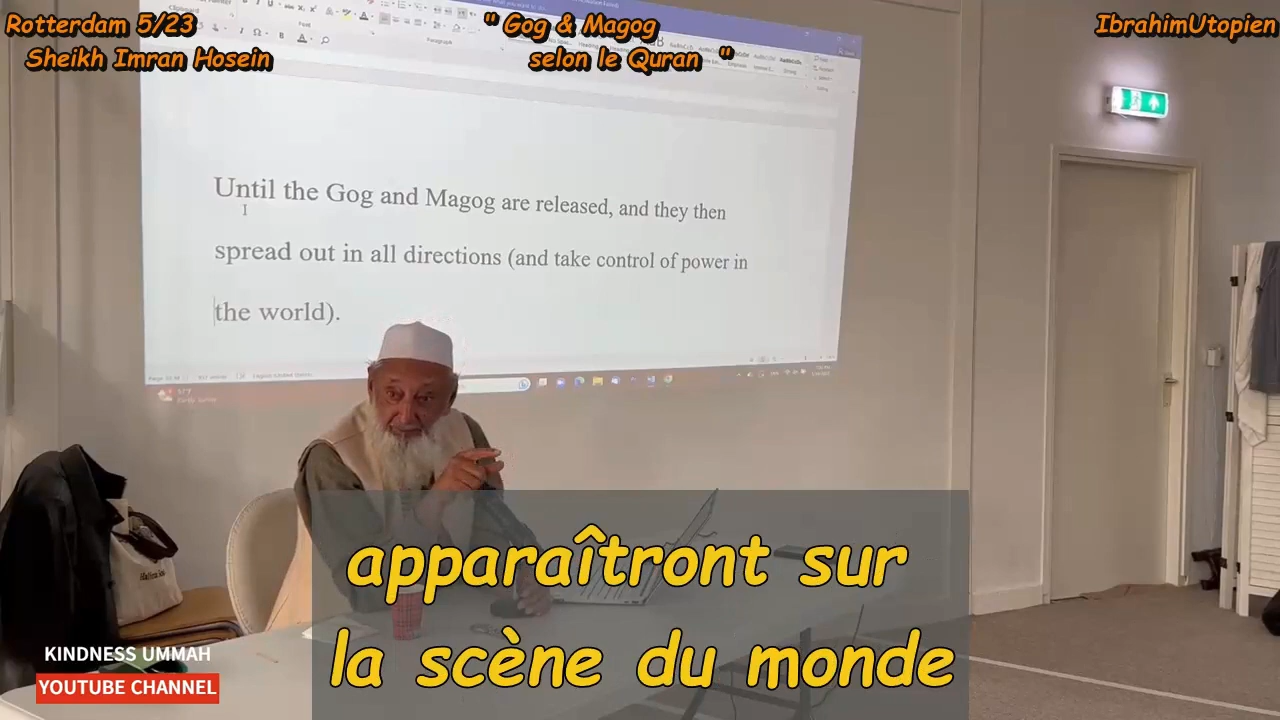 Rotterdam 5/23
Sheikh Imran Hosein
" Gog & Magog
selon le Quran "
IbrahimUtopien
Until the Gog and Magog are released, and they then
spread out in all directions (and take control of power in
the world).
apparaîtront sur
la scène du monde
KINDNESS UMMAH
YOUTUBE CHANNEL